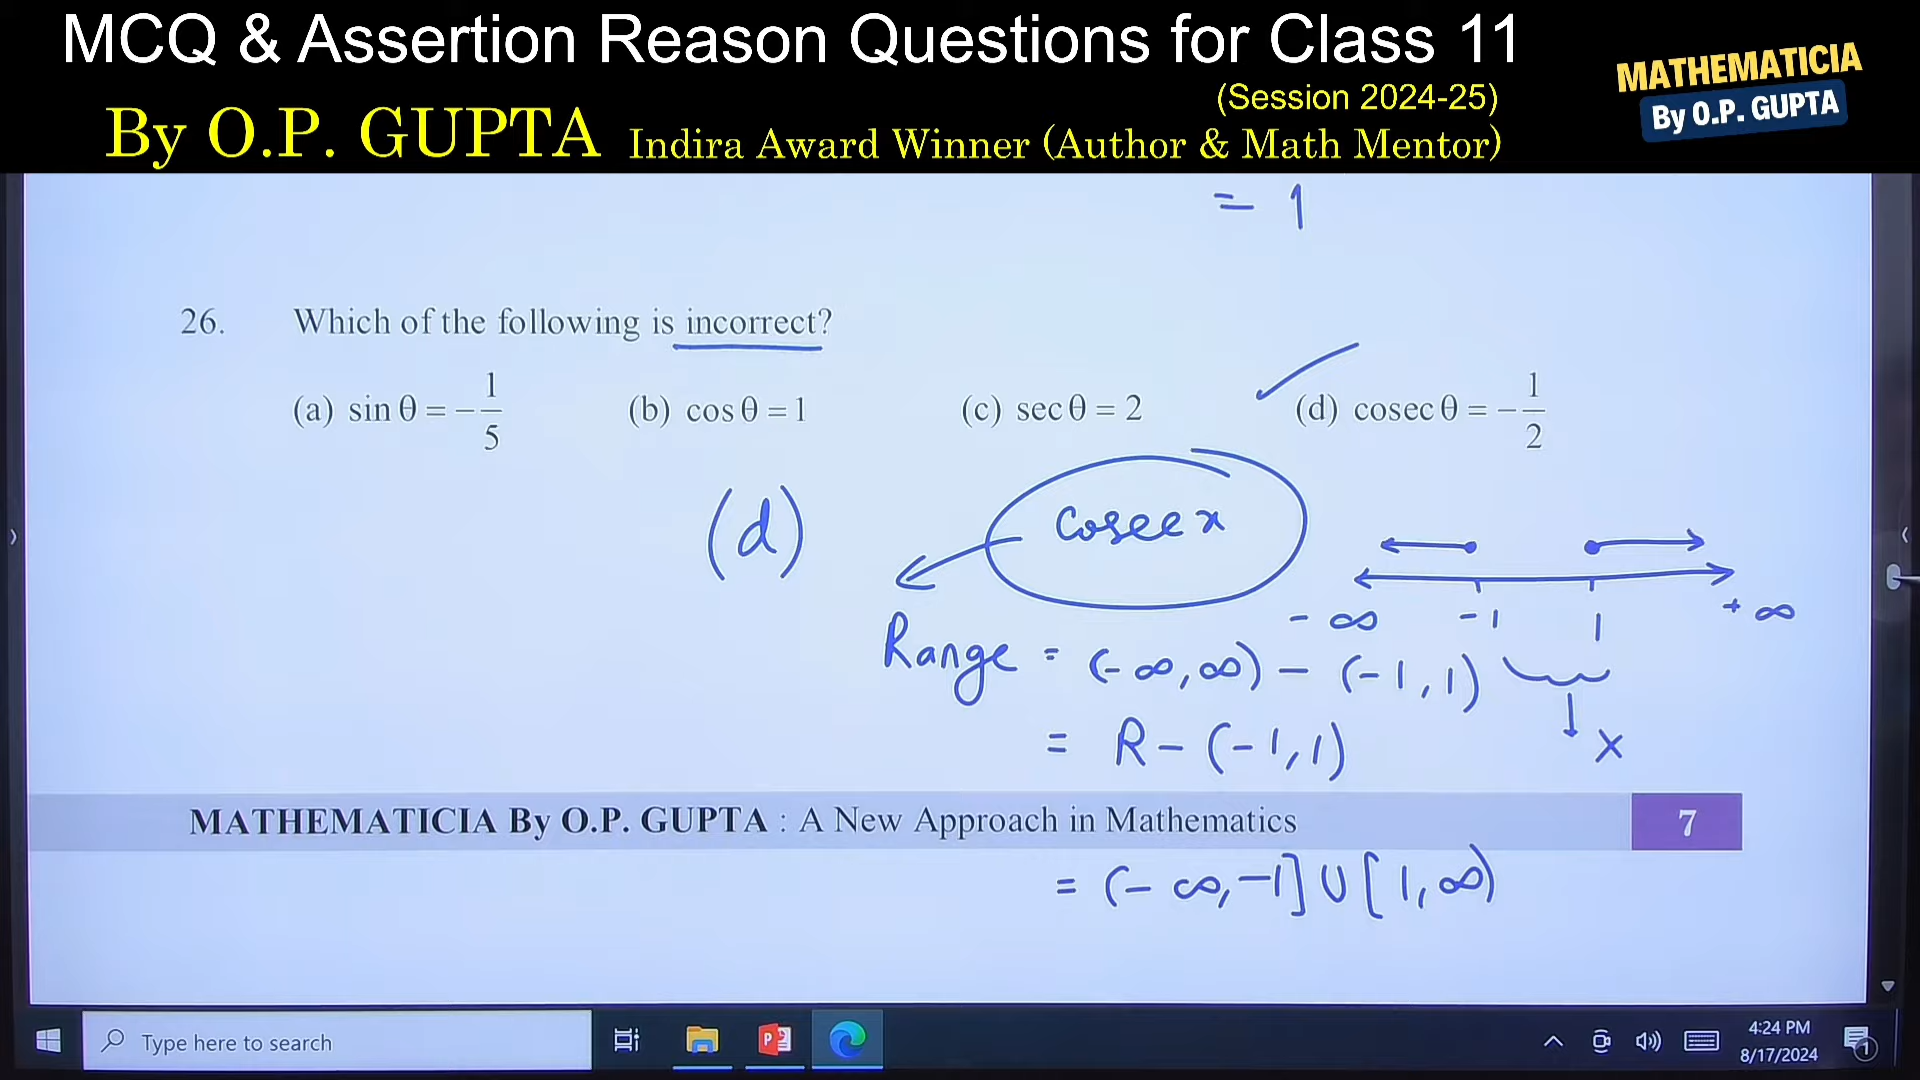 MCQ & Assertion Reason Questions for Class 11
(Session 2024-25)
By O.P. GUPTA Indira Award Winner (Author & Math Mentor)
MATHEMATICIA
By O.P. GUPTA
= 1
26. Which of the following is incorrect?
(a) sin θ = −1/5 (b) cos θ = 1 (c) sec θ = 2 (d) cosec θ = −1/2
(d) Cosec x
-∞ -1 1 +∞
Range = (-∞, ∞) - (-1, 1)
= R - (-1, 1) x
MATHEMATICIA By O.P. GUPTA : A New Approach in Mathematics 7
= (-∞, -1] ∪ [1, ∞)
Type here to search
4:24 PM
8/17/2024
1